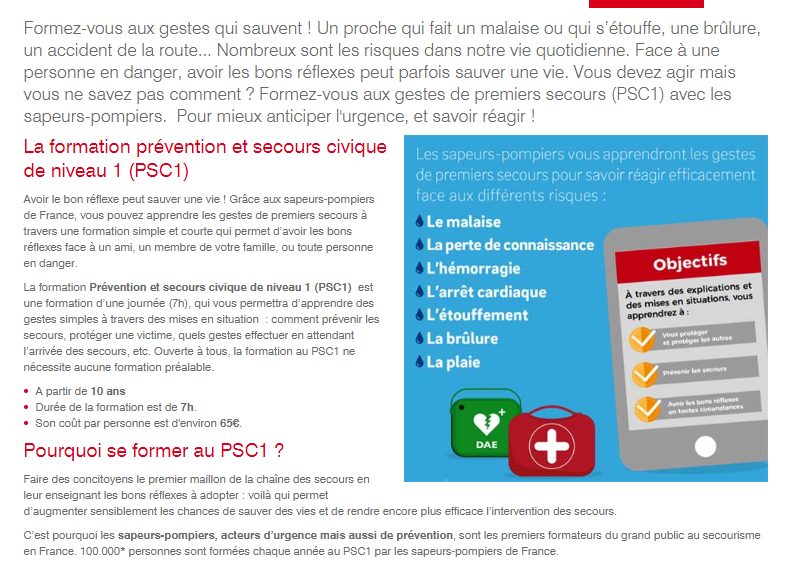 Formez-vous aux gestes qui sauvent ! Un proche qui fait un malaise ou qui s'étouffe, une brûlure,
un accident de la route... Nombreux sont les risques dans notre vie quotidienne. Face à une
personne en danger, avoir les bons réflexes peut parfois sauver une vie. Vous devez agir mais
vous ne savez pas comment ? Formez-vous aux gestes de premiers secours (PSC1) avec les
sapeurs-pompiers.  Pour mieux anticiper l'urgence, et savoir réagir !
La formation prévention et secours civique
de niveau 1 (PSC1)
Avoir le bon réflexe peut sauver une vie ! Grâce aux sapeurs-pompiers
de France, vous pouvez apprendre les gestes de premiers secours à
travers une formation simple et courte qui permet d'avoir les bons
réflexes face à un ami, un membre de votre famille, ou toute personne
en danger.
La formation Prévention et secours civique de niveau 1 (PSC1)  est
une formation d'une journée (7h), qui vous permettra d'apprendre des
gestes simples à travers des mises en situation  : comment prévenir les
secours, protéger une victime, quels gestes effectuer en attendant
l'arrivée des secours, etc. Ouverte à tous, la formation au PSC1 ne
nécessite aucune formation préalable.
• A partir de 10 ans
• Durée de la formation est de 7h.
• Son coût par personne est d'environ 65€.
Les sapeurs-pompiers vous apprendront les gestes
de premiers secours pour savoir réagir efficacement
face aux différents risques :
Le malaise
La perte de connaissance
L'hémorragie
L'arrêt cardiaque
L'étouffement
La brûlure
La plaie
Objectifs
À travers des explications et
des mises en situations, vous
apprendrez à :
Vous protéger
et protéger les autres
Prévenir les secours
Avoir les bons réflexes
en toutes circonstances
DAE
Pourquoi se former au PSC1 ?
Faire des concitoyens le premier maillon de la chaîne des secours en
leur enseignant les bons réflexes à adopter : voilà qui permet
d'augmenter sensiblement les chances de sauver des vies et de rendre encore plus efficace l'intervention des secours.
C'est pourquoi les sapeurs-pompiers, acteurs d'urgence mais aussi de prévention, sont les premiers formateurs du grand public au secourisme
en France. 100.000* personnes sont formées chaque année au PSC1 par les sapeurs-pompiers de France.